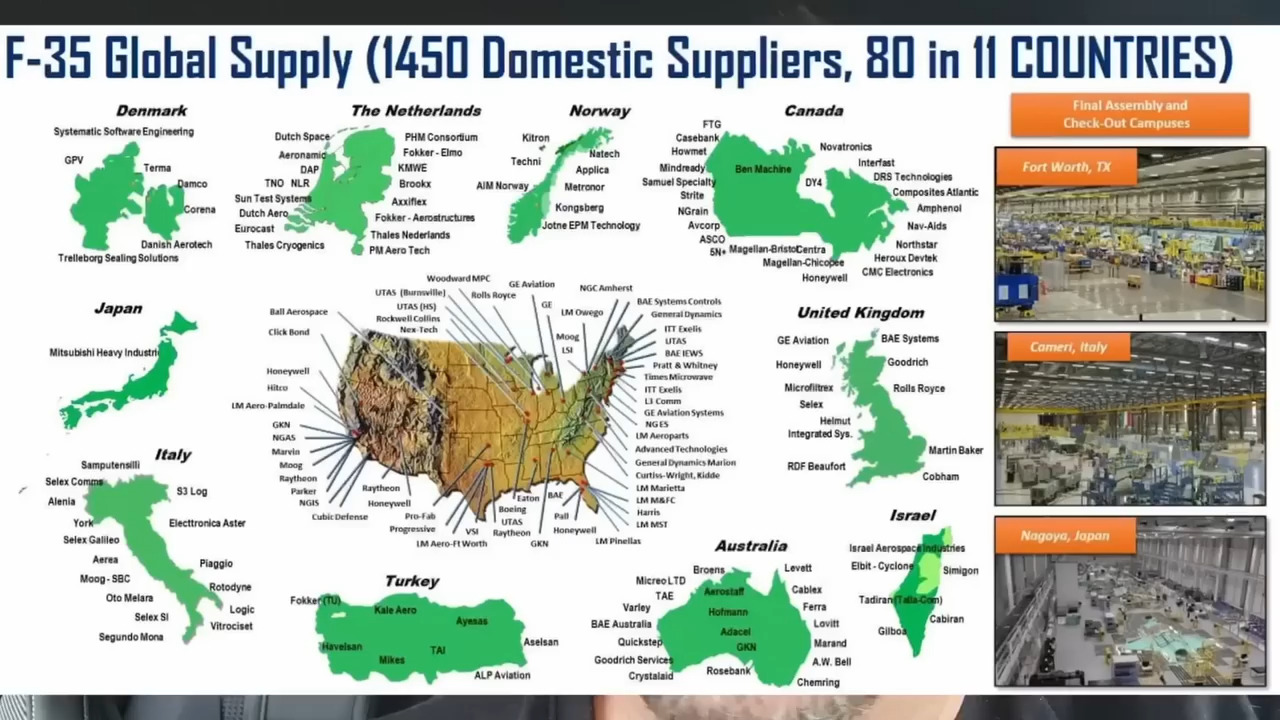 F-35 Global Supply (1450 Domestic Suppliers, 80 in 11 COUNTRIES)
Denmark
Systematic Software Engineering
GPV
Terma
Damco
Corena
Danish Aerotech
Trelleborg Sealing Solutions
The Netherlands
Dutch Space
Aeronamic
DAP
TNO NLR
Sun Test Systems
Dutch Aero
Eurocast
Thales Cryogenics
PHM Consortium
Fokker - Elmo
KMWE
Brookx
Axxiflex
Fokker - Aerostructures
Thales Nederlands
PM Aero Tech
Norway
Kitron
Techni
AIM Norway
Natech
Applica
Metronor
Kongsberg
Jotne EPM Technology
Canada
FTG
Casebank
Howmet
Mindready
Samuel Specialty
Strite
NGrain
Avcorp
ASCO
5N+
Ben Machine
DY4
Magellan-Bristol
Centra
Magellan-Chicopee
Honeywell
Novatronics
Interfast
DRS Technologies
Composites Atlantic
Amphenol
Nav-Aids
Northstar
Heroux Devtek
CMC Electronics
Final Assembly and
Check-Out Campuses
Fort Worth, TX
Cameri, Italy
Nagoya, Japan
Japan
Mitsubishi Heavy Industri
Woodward MPC
UTAS (Burnsville)
Rolls Royce
GE Aviation
UTAS (HS)
Rockwell Collins
Nex-Tech
GE
NGC Amherst
LM Owego
Moog
LSI
Ball Aerospace
Click Bond
Honeywell
Hitco
LM Aero-Palmdale
GKN
NGAS
Marvin
Moog
Raytheon
Parker
NGIS
Cubic Defense
Raytheon
Honeywell
Pro-Fab
Progressive
LM Aero-Ft Worth
VSI
Eaton
Boeing
UTAS
Raytheon
GKN
BAE
Pall
Honeywell
LM Pinellas
BAE Systems Controls
General Dynamics
ITT Exelis
UTAS
BAE IEWS
Pratt & Whitney
Times Microwave
ITT Exelis
L3 Comm
GE Aviation Systems
NGES
LM Aeroparts
Advanced Technologies
General Dynamics Marion
Curtiss-Wright, Kidde
LM Marietta
LM M&FC
Harris
LM MST
United Kingdom
GE Aviation
Honeywell
Microfiltrex
Selex
Helmut
Integrated Sys.
RDF Beaufort
BAE Systems
Goodrich
Rolls Royce
Martin Baker
Cobham
Italy
Samputensilli
Selex Comms
Alenia
York
Selex Galileo
Aerea
Moog - SBC
Oto Melara
Selex SI
Segundo Mona
S3 Log
Electtronica Aster
Piaggio
Rotodyne
Logic
Vitrociset
Turkey
Fokker (TU)
Kale Aero
Ayesas
Havelsan
TAI
Mikes
Aselsan
ALP Aviation
Australia
Broens
Micreo LTD
TAE
Varley
BAE Australia
Quickstep
Goodrich Services
Crystalaid
Aerostaff
Hofmann
Adacel
GKN
Rosebank
Levett
Cablex
Ferra
Lovitt
Marand
A.W. Bell
Chemring
Israel
Israel Aerospace Industries
Elbit - Cyclone
Simigon
Tadiran (Talla-Com)
Cabiran
Gilboa